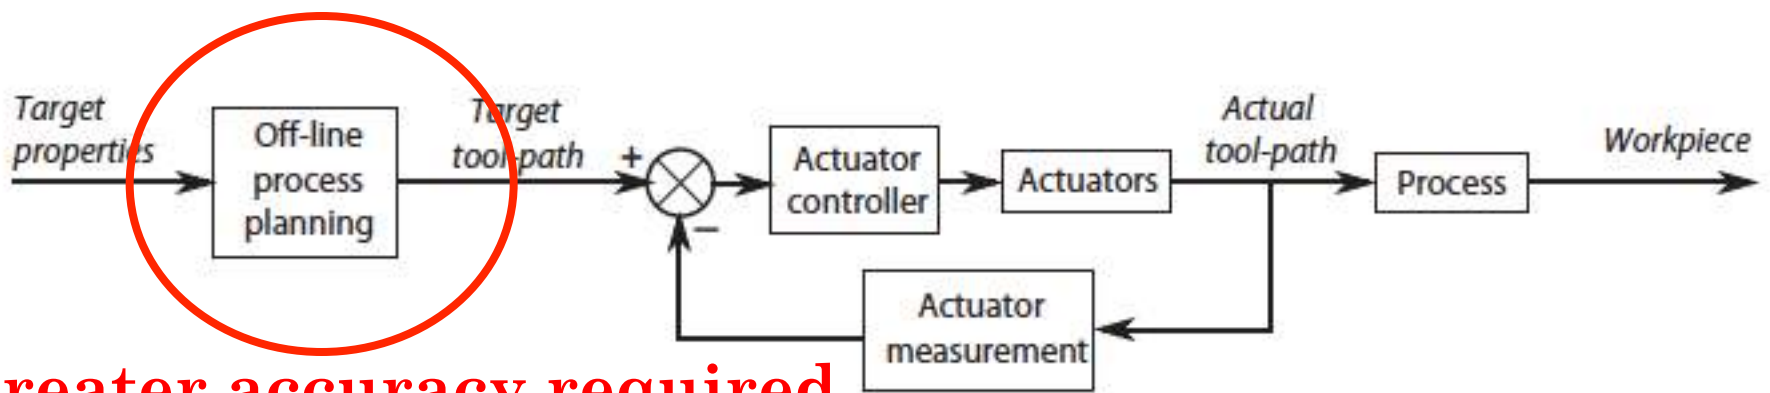 Target
properties
Off-line
process
planning
Target
tool-path
+
−
Actuator
controller
Actuators
Actual
tool-path
Process
Workpiece
Actuator
measurement
reater accuracy required